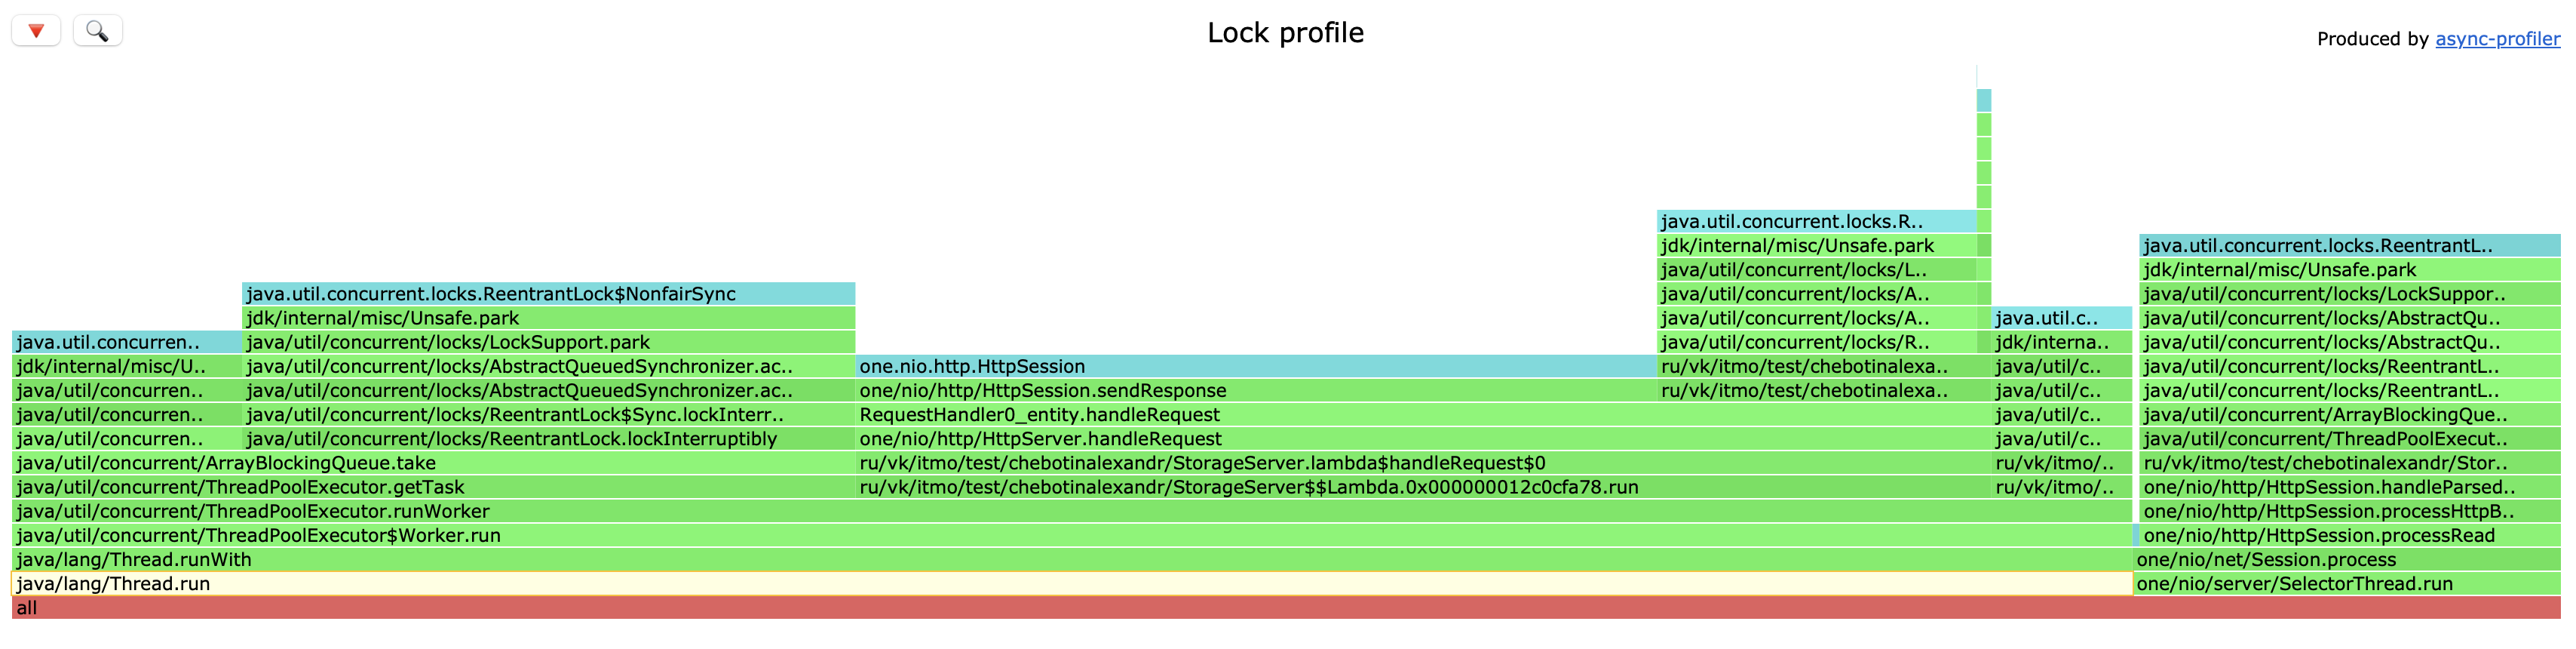 Lock profile
Produced by async-profiler
java.util.concurrent.locks.R..
jdk/internal/misc/Unsafe.park
java.util.concurrent.locks.ReentrantL..
java/util/concurrent/locks/L..
jdk/internal/misc/Unsafe.park
java.util.concurrent.locks.ReentrantLock$NonfairSync
java/util/concurrent/locks/A..
java/util/concurrent/locks/LockSuppor..
jdk/internal/misc/Unsafe.park
java/util/concurrent/locks/A..
java.util.c..
java/util/concurrent/locks/AbstractQu..
java.util.concurren..
java/util/concurrent/locks/LockSupport.park
java/util/concurrent/locks/R..
jdk/interna..
java/util/concurrent/locks/AbstractQu..
jdk/internal/misc/U..
java/util/concurrent/locks/AbstractQueuedSynchronizer.ac..
one.nio.http.HttpSession
ru/vk/itmo/test/chebotinalexa..
java/util/c..
java/util/concurrent/locks/ReentrantL..
java/util/concurren..
java/util/concurrent/locks/AbstractQueuedSynchronizer.ac..
one/nio/http/HttpSession.sendResponse
ru/vk/itmo/test/chebotinalexa..
java/util/c..
java/util/concurrent/locks/ReentrantL..
java/util/concurren..
java/util/concurrent/locks/ReentrantLock$Sync.lockInterr..
RequestHandler0_entity.handleRequest
java/util/c..
java/util/concurrent/ArrayBlockingQue..
java/util/concurren..
java/util/concurrent/locks/ReentrantLock.lockInterruptibly
one/nio/http/HttpServer.handleRequest
java/util/c..
java/util/concurrent/ThreadPoolExecut..
java/util/concurrent/ArrayBlockingQueue.take
ru/vk/itmo/test/chebotinalexandr/StorageServer.lambda$handleRequest$0
ru/vk/itmo/..
ru/vk/itmo/test/chebotinalexandr/Stor..
java/util/concurrent/ThreadPoolExecutor.getTask
ru/vk/itmo/test/chebotinalexandr/StorageServer$$Lambda.0x000000012c0cfa78.run
ru/vk/itmo/..
one/nio/http/HttpSession.handleParsed..
java/util/concurrent/ThreadPoolExecutor.runWorker
one/nio/http/HttpSession.processHttpB..
java/util/concurrent/ThreadPoolExecutor$Worker.run
one/nio/http/HttpSession.processRead
java/lang/Thread.runWith
one/nio/net/Session.process
java/lang/Thread.run
one/nio/server/SelectorThread.run
all